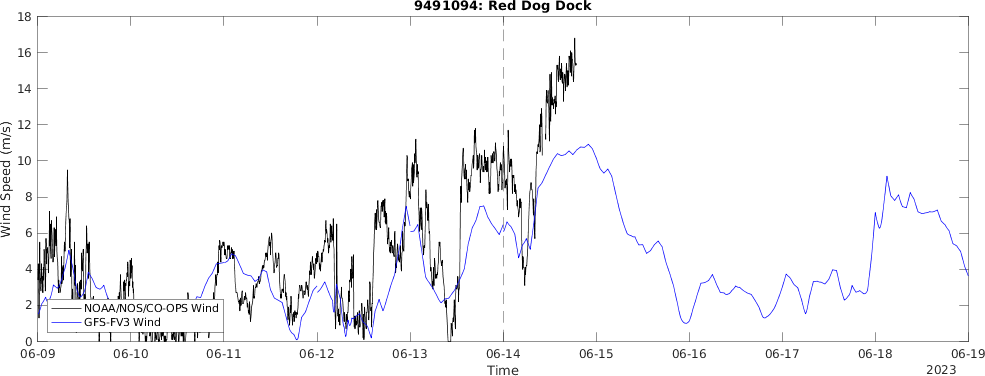 9491094: Red Dog Dock
Wind Speed (m/s)
18
16
14
12
10
8
6
4
2
0
NOAA/NOS/CO-OPS Wind
GFS-FV3 Wind
06-09 06-10 06-11 06-12 06-13 06-14 06-15 06-16 06-17 06-18 06-19
Time
2023